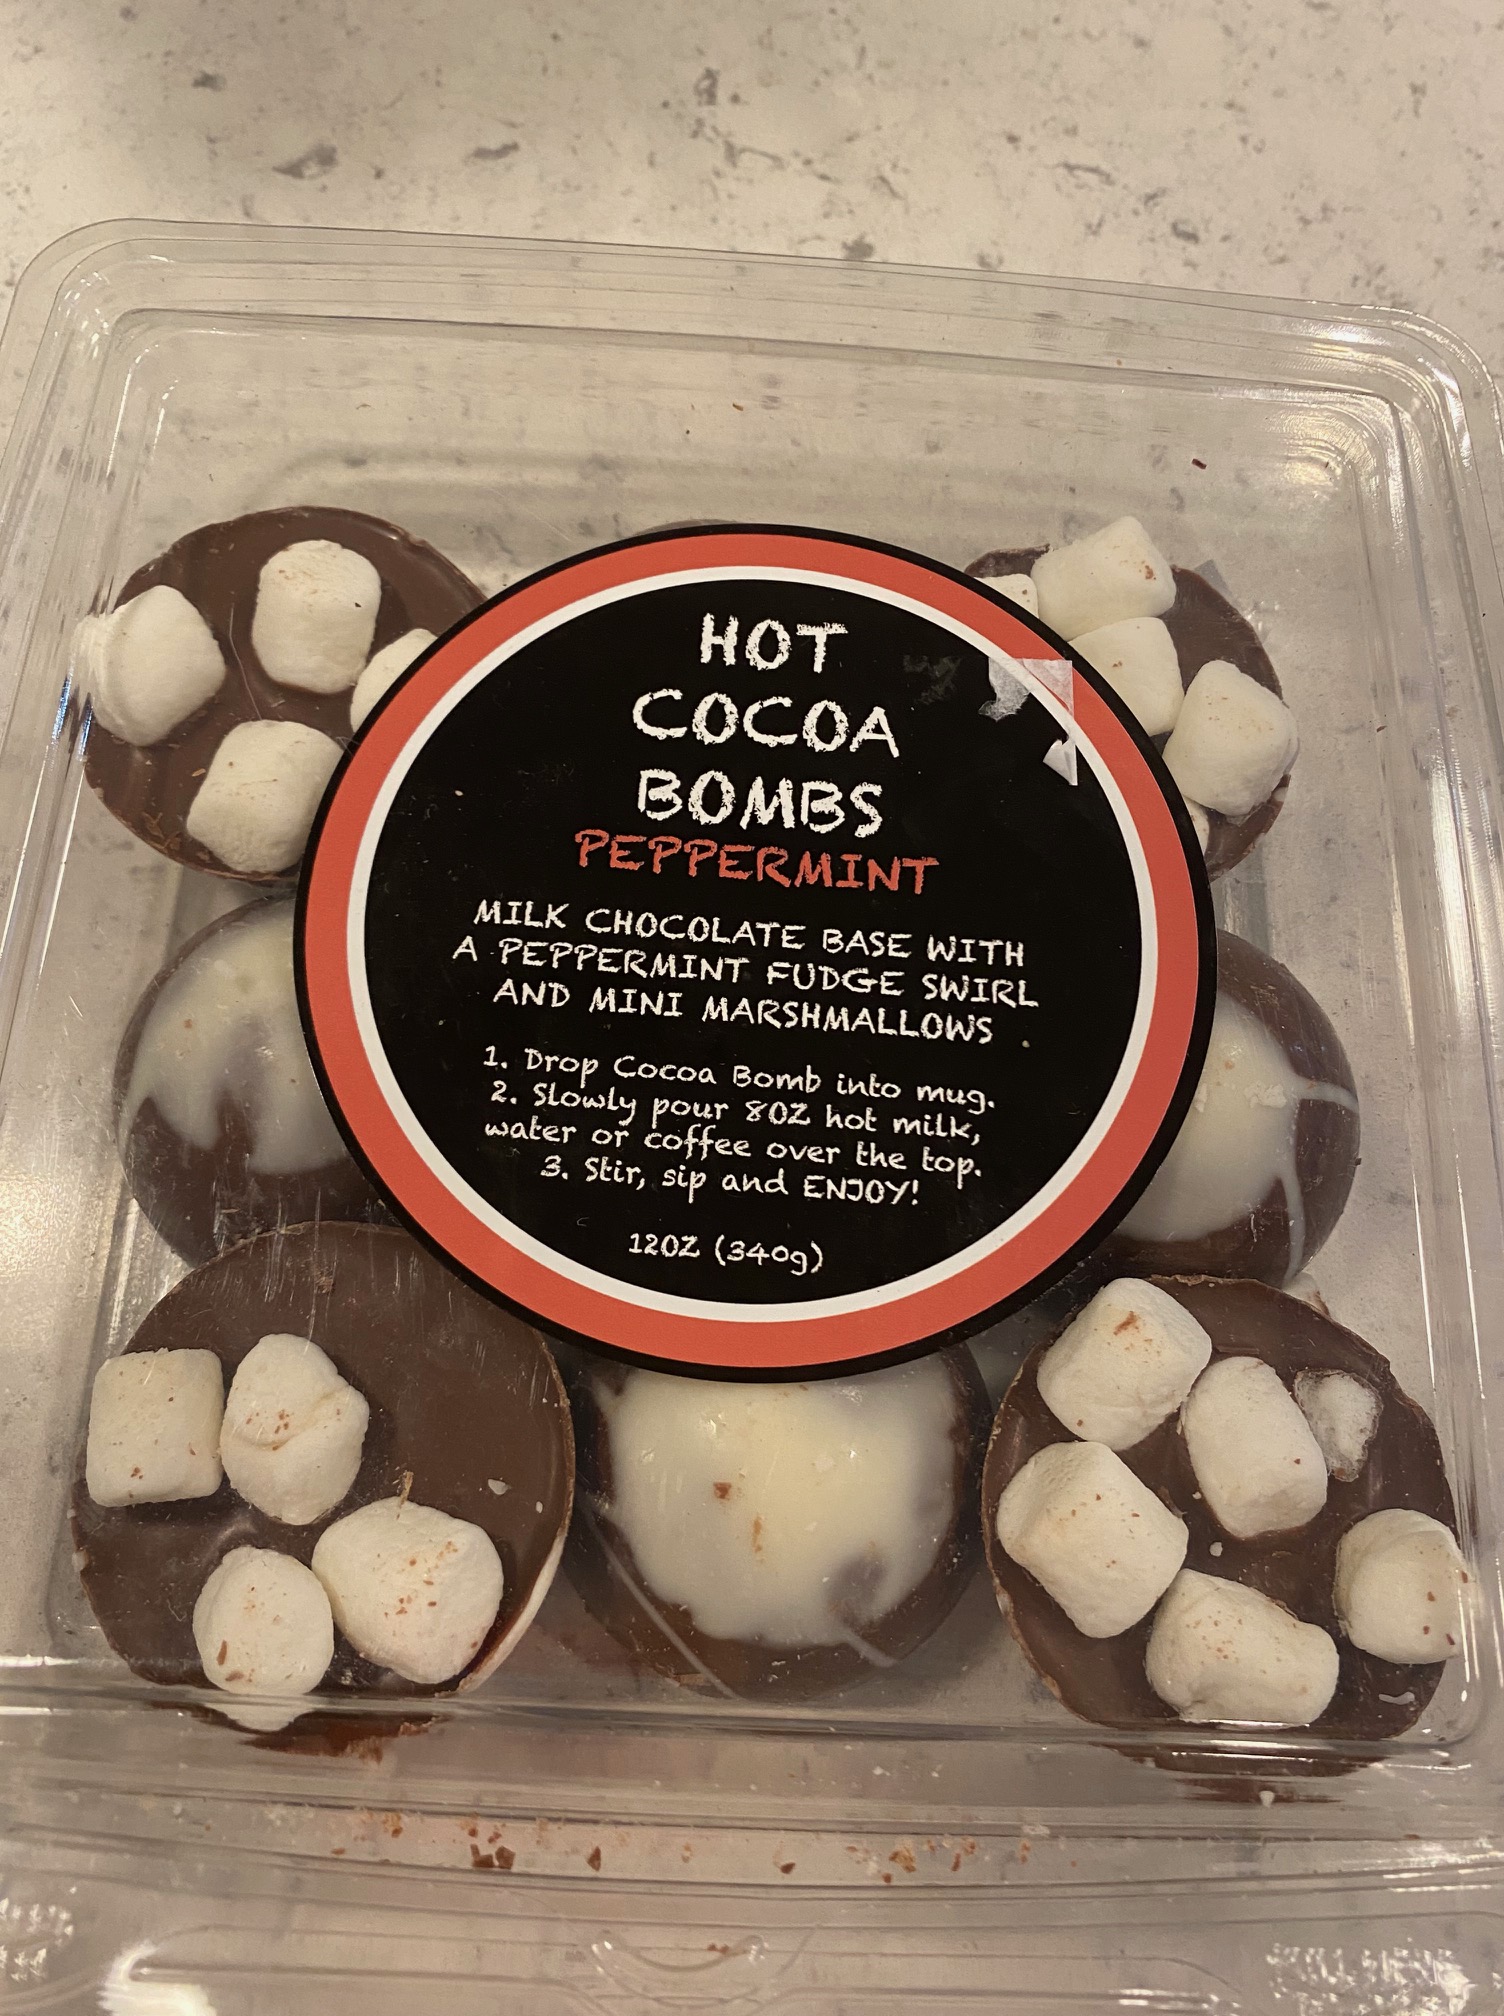 HOT
COCOA
BOMBS
PEPPERMINT
MILK CHOCOLATE BASE WITH
A PEPPERMINT FUDGE SWIRL
AND MINI MARSHMALLOWS
1. Drop Cocoa Bomb into mug.
2. Slowly pour 8OZ hot milk,
water or coffee over the top.
3. Stir, sip and ENJOY!
12OZ (340g)